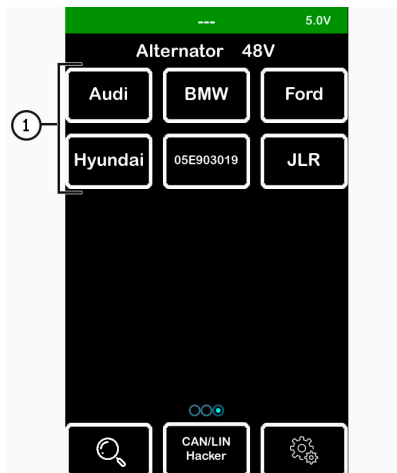 --- 5.0V
Alternator 48V
Audi BMW Ford
1
Hyundai 05E903019 JLR
CAN/LIN
Hacker